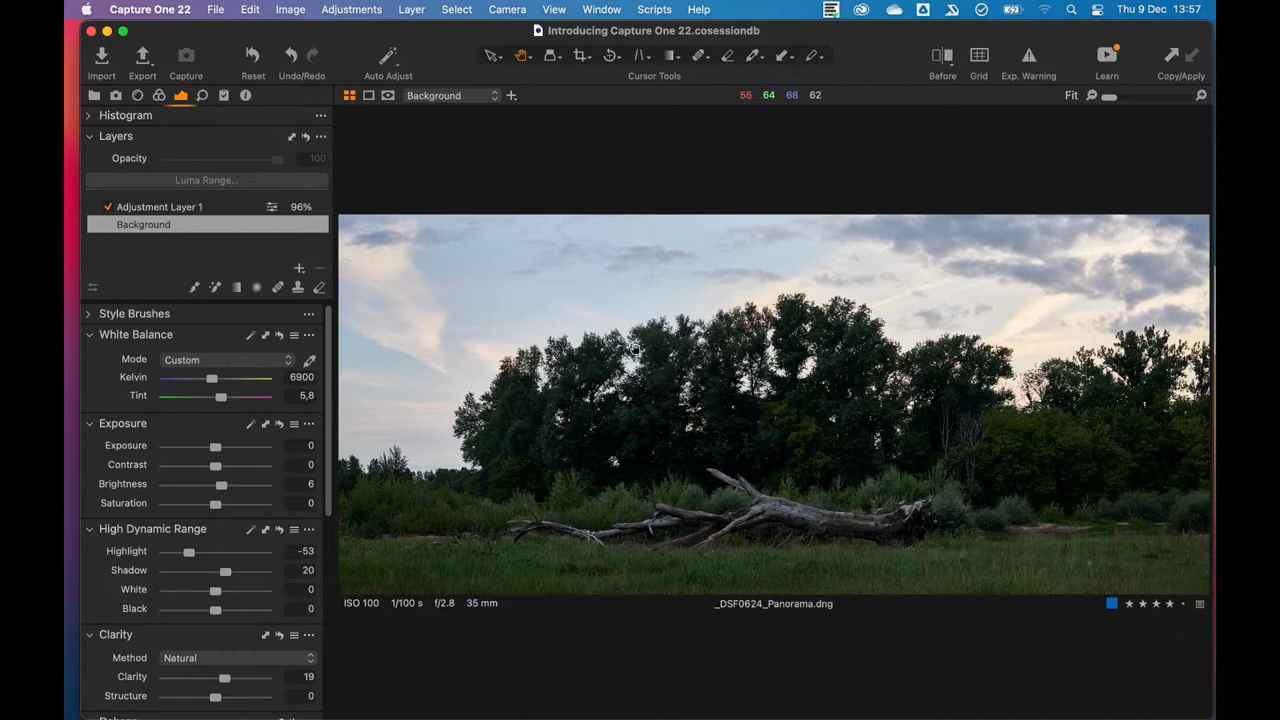 Capture One 22 File Edit Image Adjustments Layer Select Camera View Window Scripts Help Thu 9 Dec 13:57
Introducing Capture One 22.cosessiondb
Import Export Capture Reset Undo/Redo Auto Adjust Cursor Tools Before Grid Exp. Warning Learn Copy/Apply
Background 55 64 68 62 Fit
Histogram
Layers
Opacity 100
Luma Range...
Adjustment Layer 1 96%
Background
Style Brushes
White Balance
Mode Custom
Kelvin 6900
Tint 5,8
Exposure
Exposure 0
Contrast 0
Brightness 6
Saturation 0
High Dynamic Range
Highlight -53
Shadow 20
White 0
Black 0
Clarity
Method Natural
Clarity 19
Structure 0
ISO 100 1/100 s f/2.8 35 mm _DSF0624_Panorama.dng